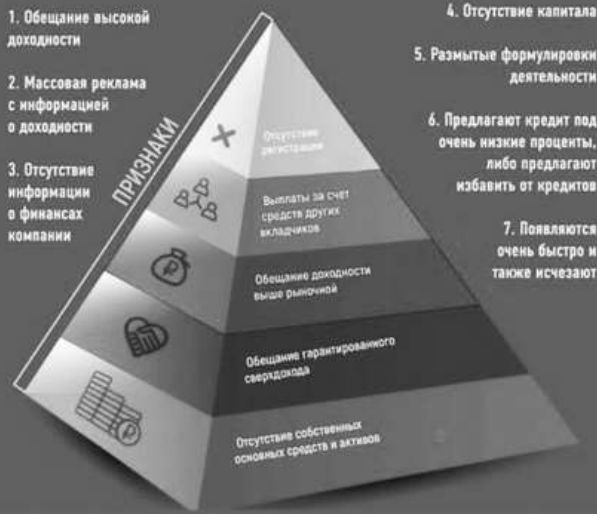 1. Обещание высокой
доходности
2. Массовая реклама
с информацией
о доходности
3. Отсутствие
информации
о финансах
компании
ПРИЗНАКИ
4. Отсутствие капитала
5. Размытые формулировки
деятельности
6. Предлагают кредит под
очень низкие проценты,
либо предлагают
избавить от кредитов
7. Появляются
очень быстро и
также исчезают
Отсутствие
регистрации
Выплаты за счет
средств других
вкладчиков
Обещание доходности
выше рыночной
Обещание гарантированного
сверхдохода
Отсутствие собственных
основных средств и активов